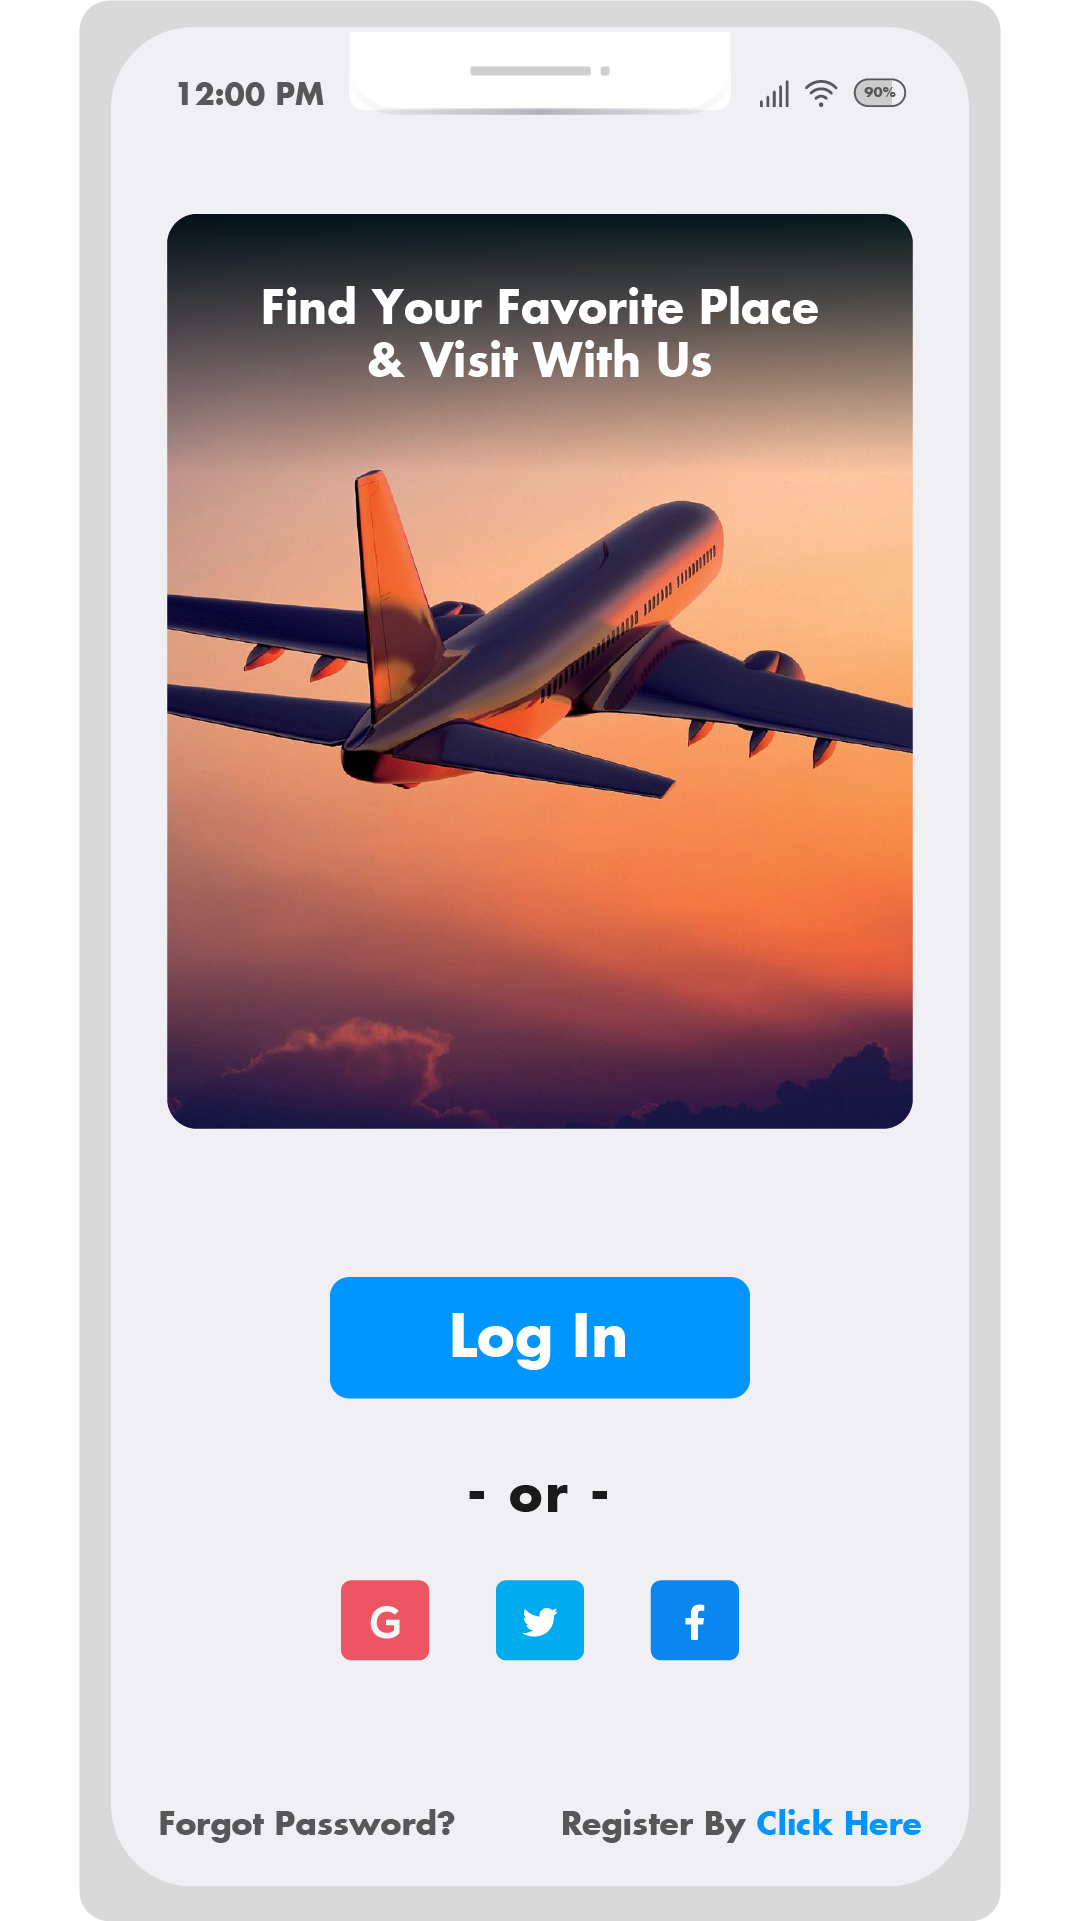 12:00 PM
90%
Find Your Favorite Place
& Visit With Us
Log In
- or -
G
f
Forgot Password?
Register By Click Here